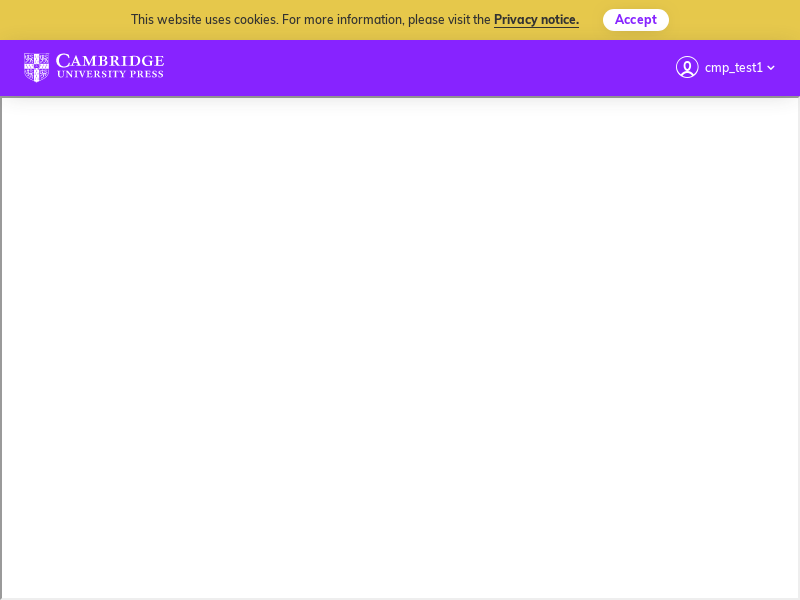 This website uses cookies. For more information, please visit the Privacy notice.
Accept
CAMBRIDGE
UNIVERSITY PRESS
cmp_test1